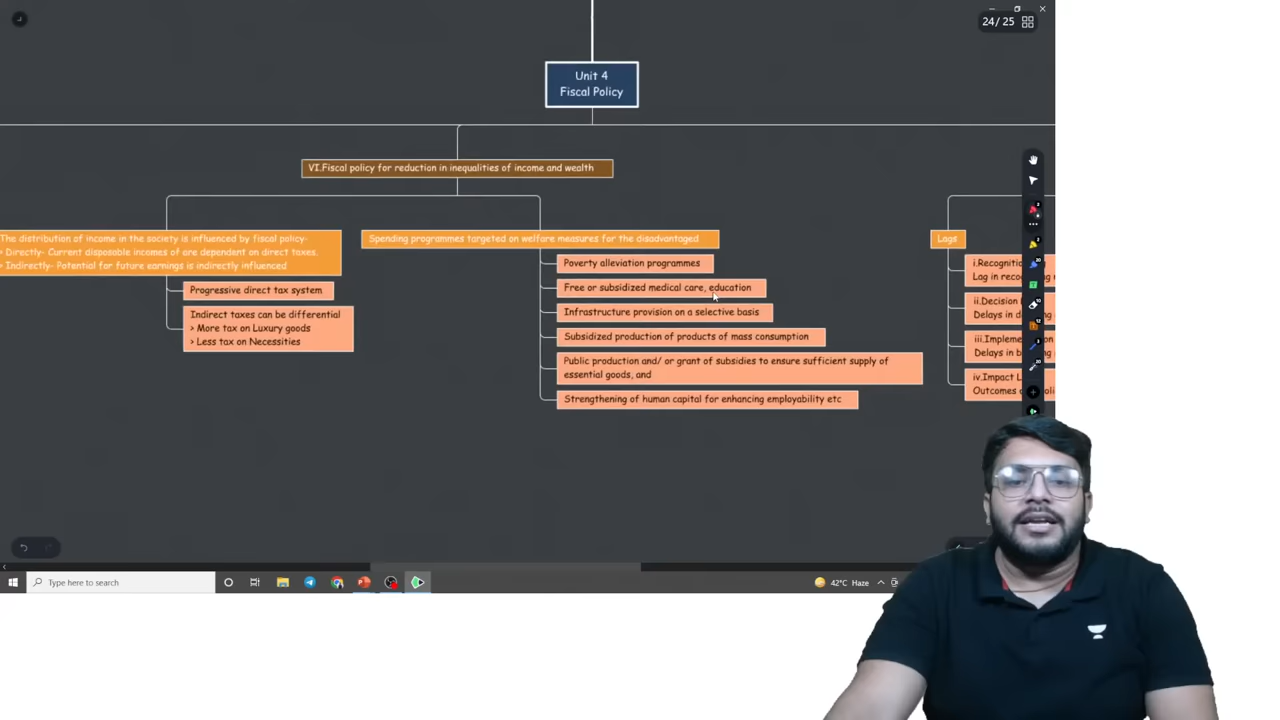 24/ 25
Unit 4
Fiscal Policy
VI.Fiscal policy for reduction in inequalities of income and wealth
The distribution of income in the society is influenced by fiscal policy-
Directly- Current disposable incomes of are dependent on direct taxes.
Indirectly- Potential for future earnings is indirectly influenced
Progressive direct tax system
Indirect taxes can be differential
> More tax on Luxury goods
> Less tax on Necessities
Spending programmes targeted on welfare measures for the disadvantaged
Poverty alleviation programmes
Free or subsidized medical care, education
Infrastructure provision on a selective basis
Subsidized production of products of mass consumption
Public production and/ or grant of subsidies to ensure sufficient supply of
essential goods, and
Strengthening of human capital for enhancing employability etc
Lags
i.Recogniti
Lag in reco
ii.Decision
Delays in d
iii.Impleme
Delays in b
iv.Impact L
Outcomes o
Type here to search
42°C Haze